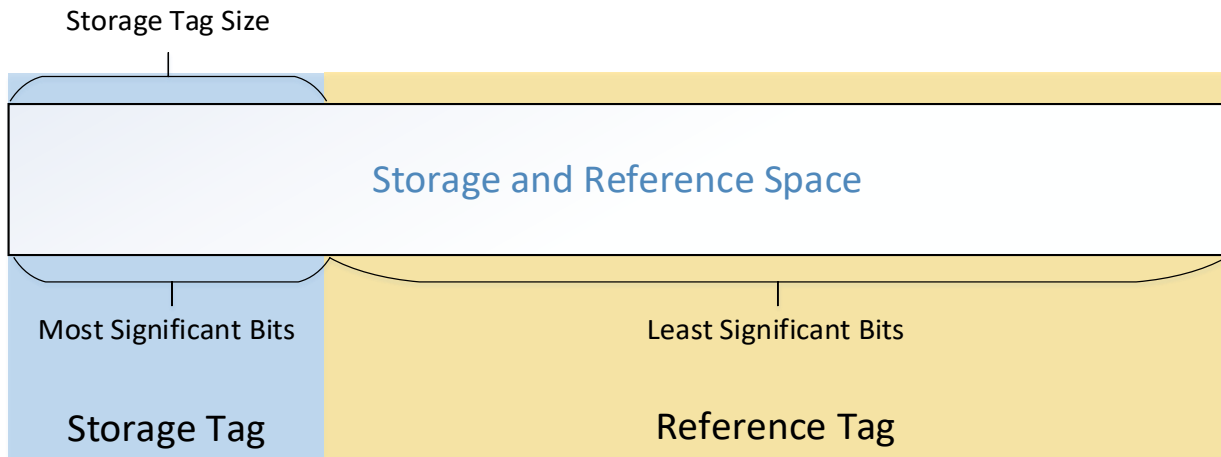 Storage Tag Size
Storage and Reference Space
Most Significant Bits
Least Significant Bits
Storage Tag
Reference Tag